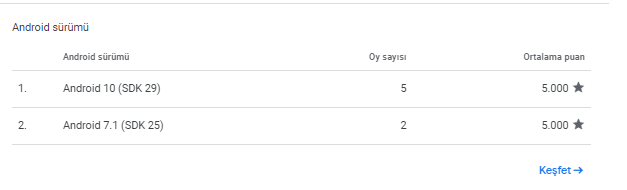 Android sürümü
Android sürümü Oy sayısı Ortalama puan
1. Android 10 (SDK 29) 5 5.000 ★
2. Android 7.1 (SDK 25) 2 5.000 ★
Keşfet →